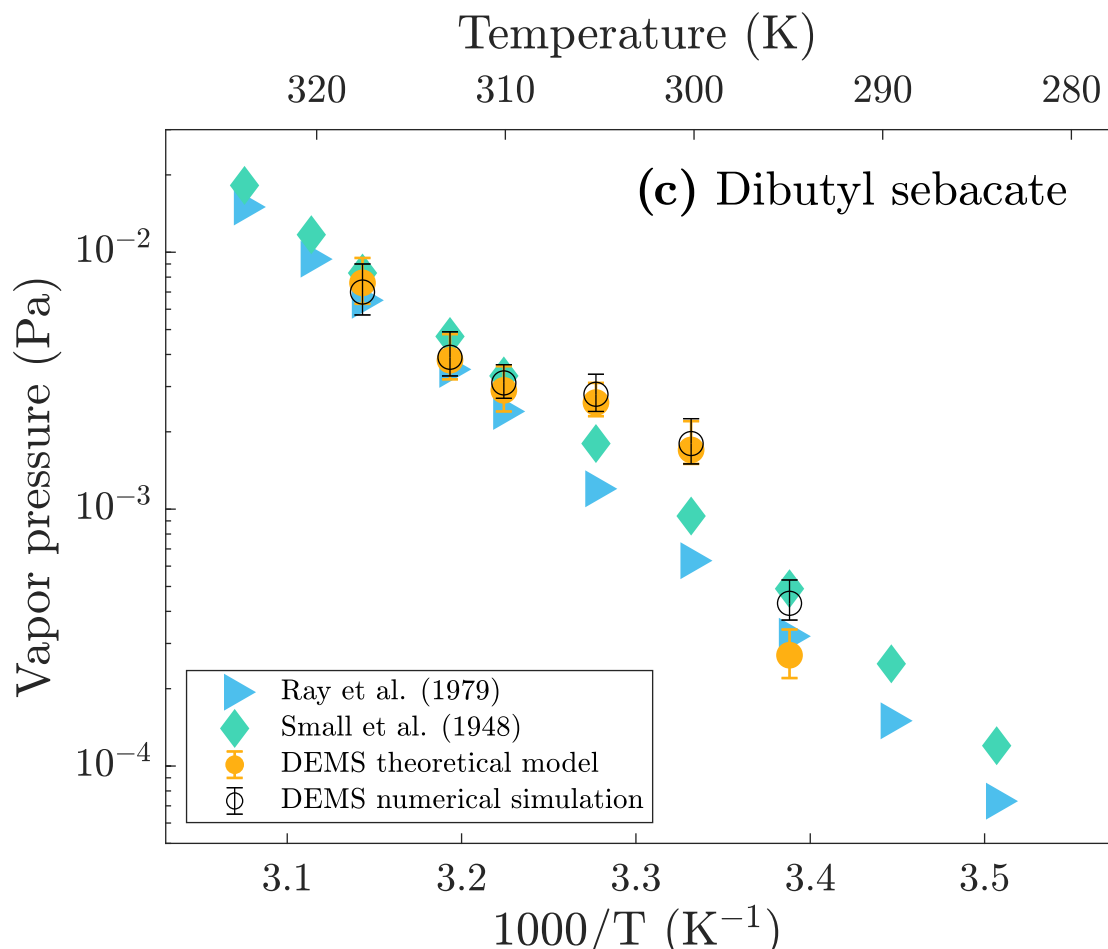 Temperature (K)
320 310 300 290 280
(c) Dibutyl sebacate
10⁻²
10⁻³
10⁻⁴
Vapor pressure (Pa)
Ray et al. (1979)
Small et al. (1948)
DEMS theoretical model
DEMS numerical simulation
3.1 3.2 3.3 3.4 3.5
1000/T (K⁻¹)